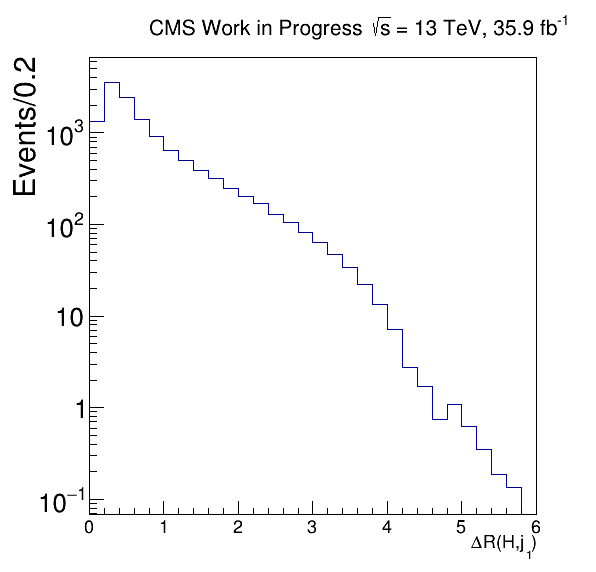 CMS Work in Progress √s = 13 TeV, 35.9 fb⁻¹
Events/0.2
10³
10²
10
1
10⁻¹
0 1 2 3 4 5 6
ΔR(H,j₁)